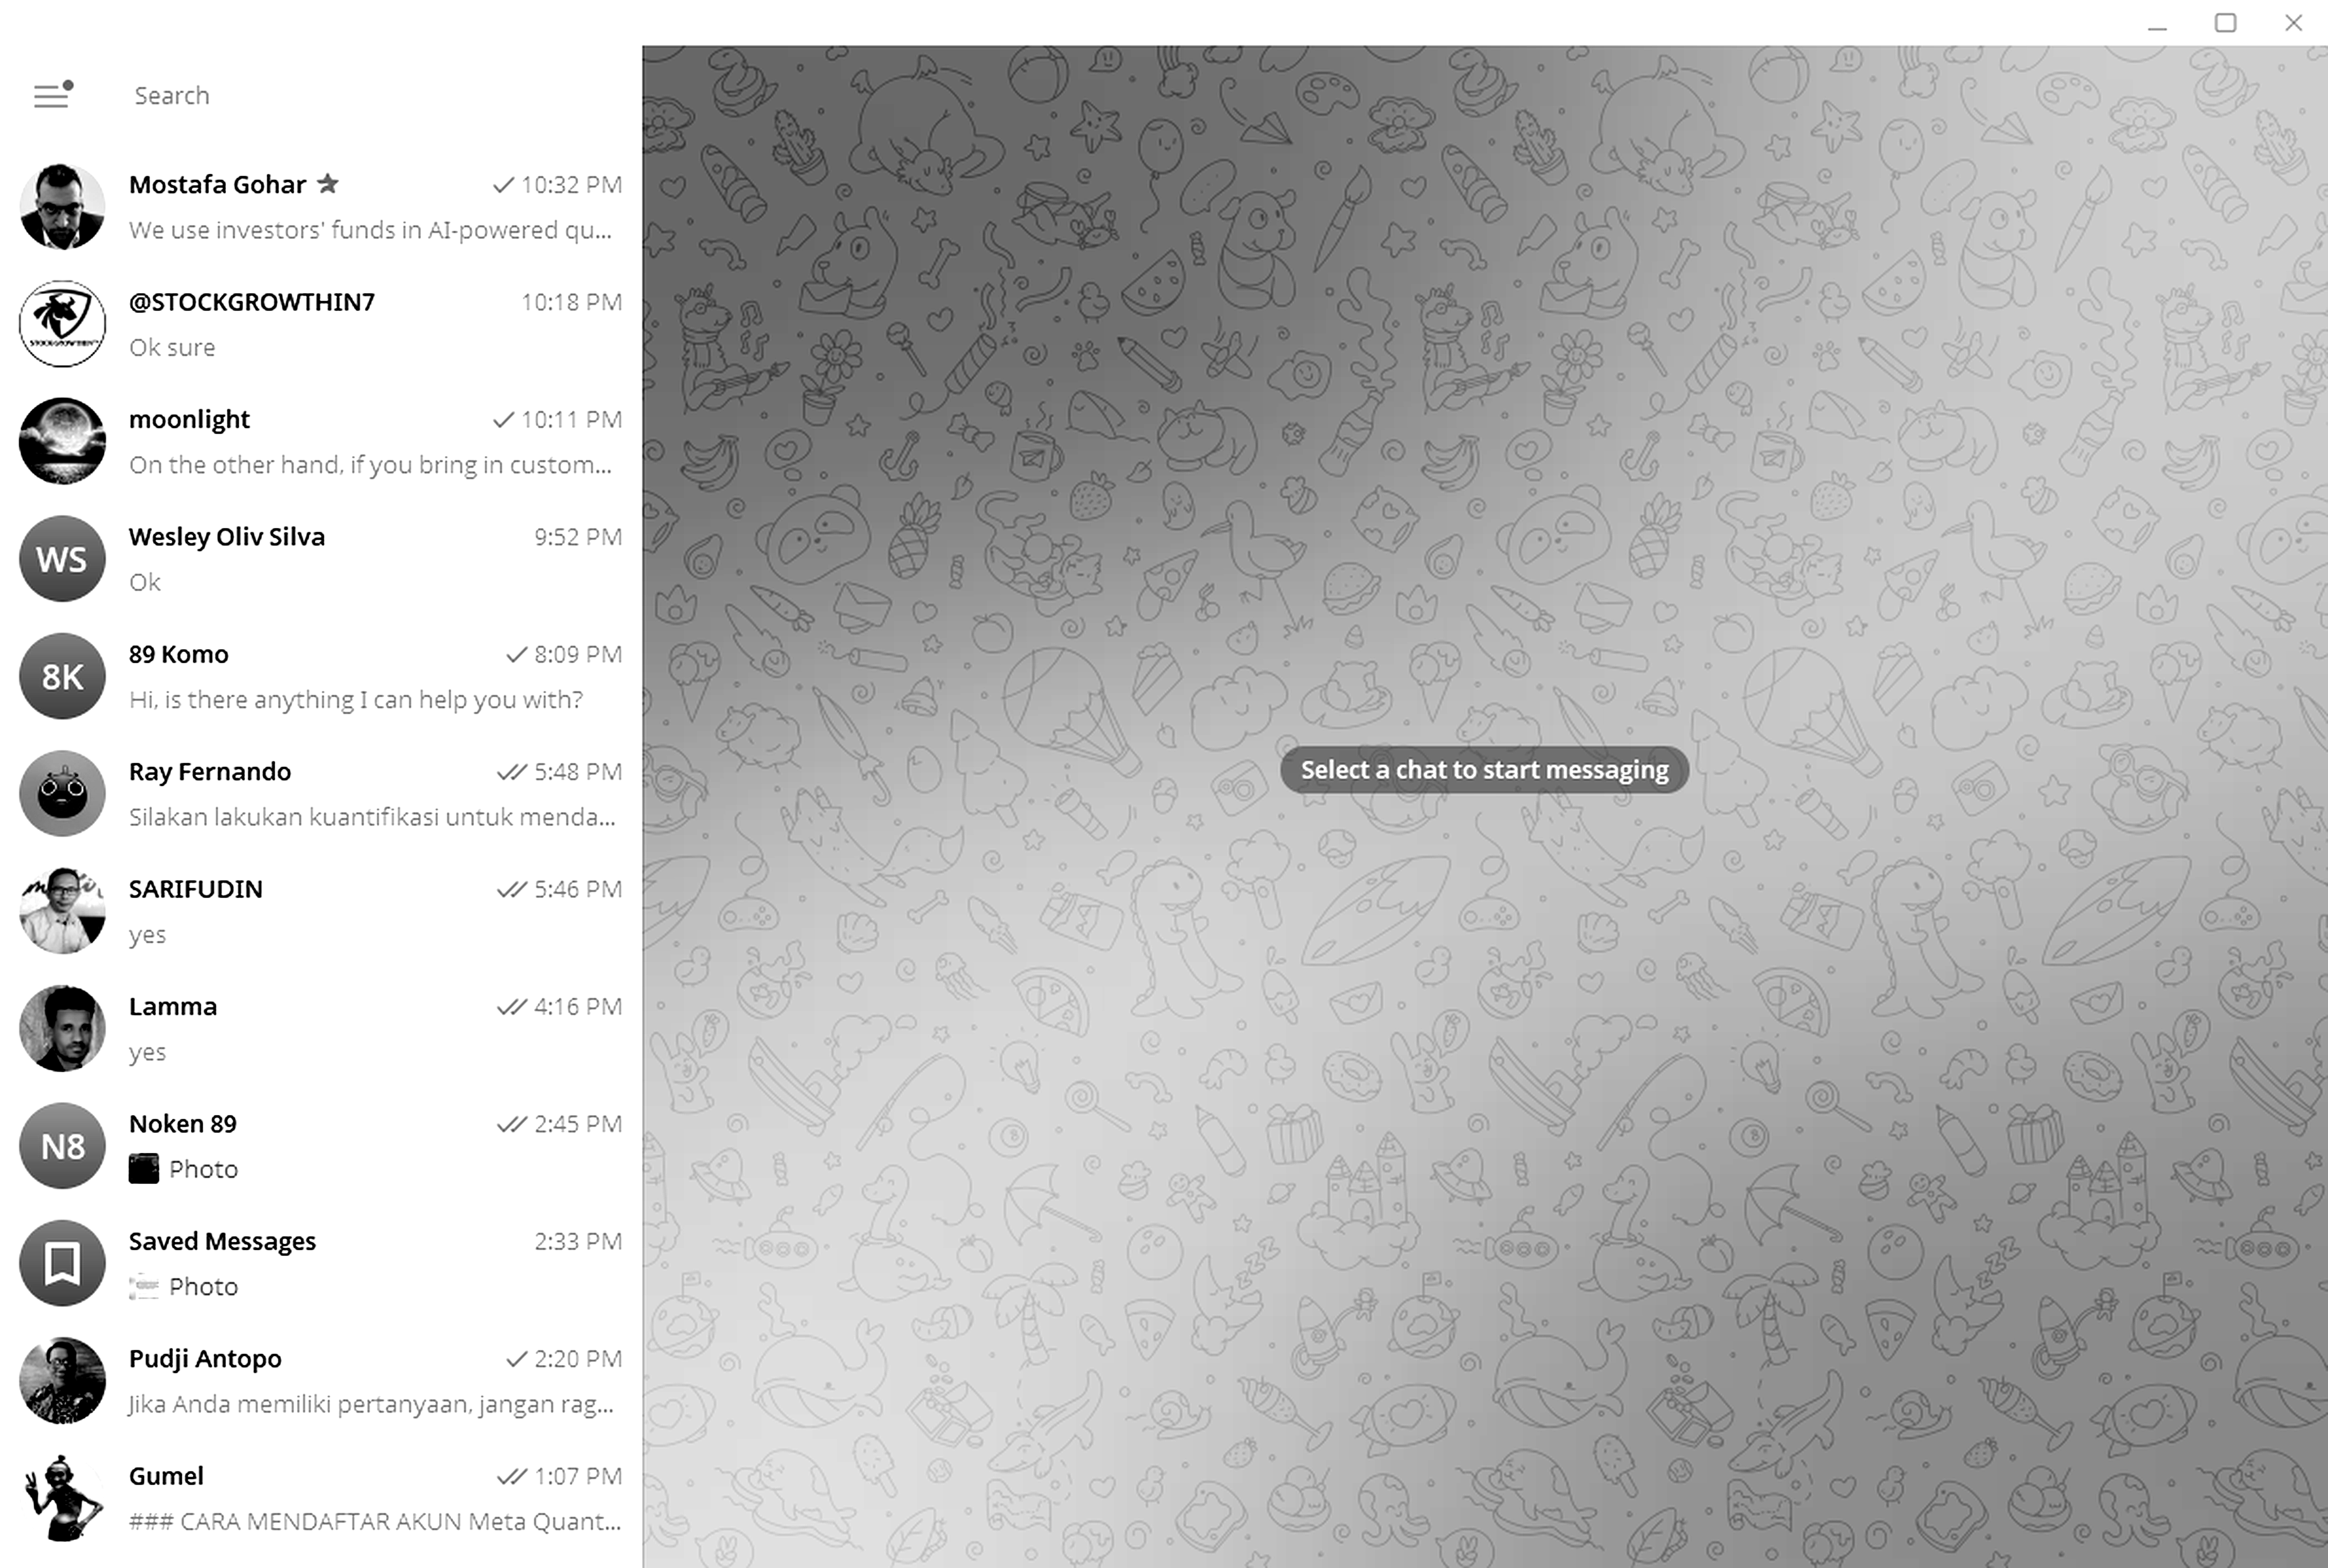 Search
Mostafa Gohar 10:32 PM
We use investors' funds in AI-powered qu...
@STOCKGROWTHIN7 10:18 PM
Ok sure
moonlight 10:11 PM
On the other hand, if you bring in custom...
WS
Wesley Oliv Silva 9:52 PM
Ok
8K
89 Komo 8:09 PM
Hi, is there anything I can help you with?
Ray Fernando 5:48 PM
Silakan lakukan kuantifikasi untuk menda...
SARIFUDIN 5:46 PM
yes
Lamma 4:16 PM
yes
N8
Noken 89 2:45 PM
Photo
Saved Messages 2:33 PM
Photo
Pudji Antopo 2:20 PM
Jika Anda memiliki pertanyaan, jangan rag...
Gumel 1:07 PM
### CARA MENDAFTAR AKUN Meta Quant...
Select a chat to start messaging